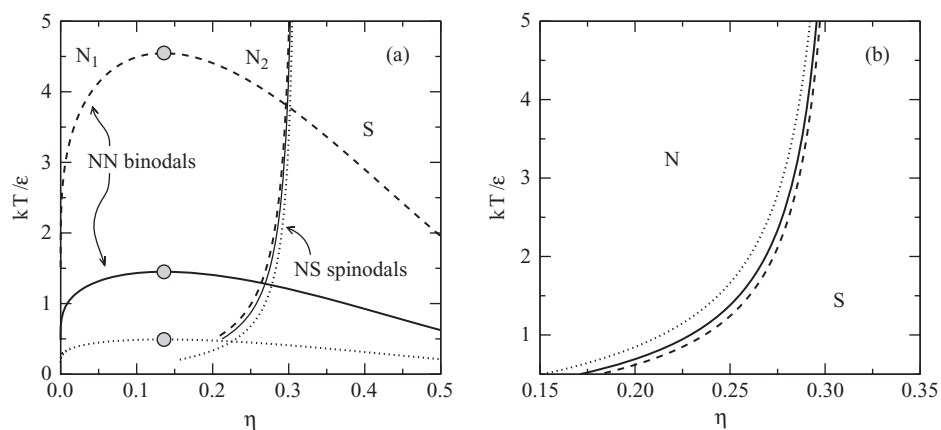 5
4
3
2
1
0
0.0
0.1
0.2
0.3
0.4
0.5
kT/ε
η
N1
N2
(a)
S
NN binodals
NS spinodals
5
4
3
2
1
0.15
0.20
0.25
0.30
0.35
kT/ε
η
(b)
N
S